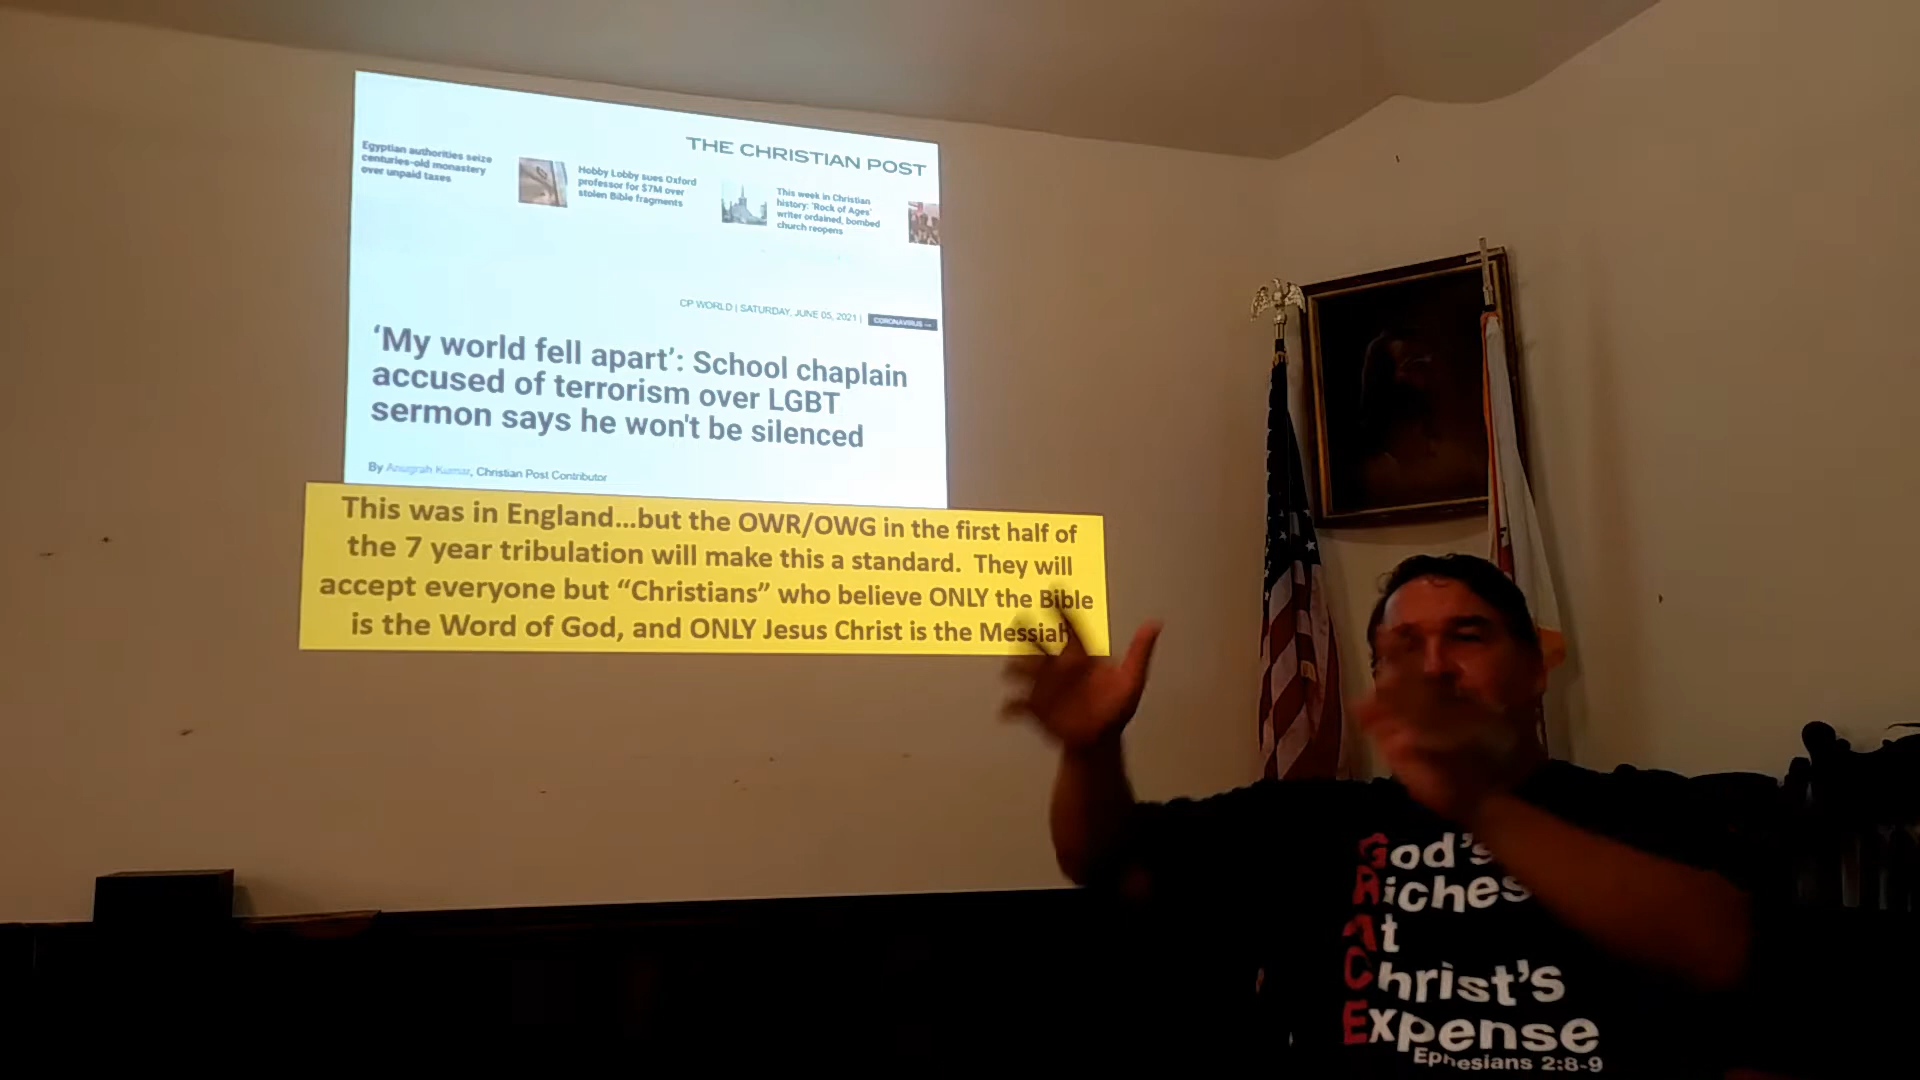 THE CHRISTIAN POST
Egyptian authorities seize
centuries-old monastery
over unpaid taxes
Hobby Lobby sues Oxford
professor for $7M over
stolen Bible fragments
This week in Christian
history: 'Rock of Ages'
writer ordained, bombed
church reopens
CP WORLD | SATURDAY, JUNE 05, 2021 |
CORONAVIRUS
‘My world fell apart’: School chaplain
accused of terrorism over LGBT
sermon says he won't be silenced
By Anugrah Kumar, Christian Post Contributor
This was in England...but the OWR/OWG in the first half of
the 7 year tribulation will make this a standard. They will
accept everyone but “Christians” who believe ONLY the Bible
is the Word of God, and ONLY Jesus Christ is the Messiah
God's
Riches
At
Christ's
Expense
Ephesians 2:8-9